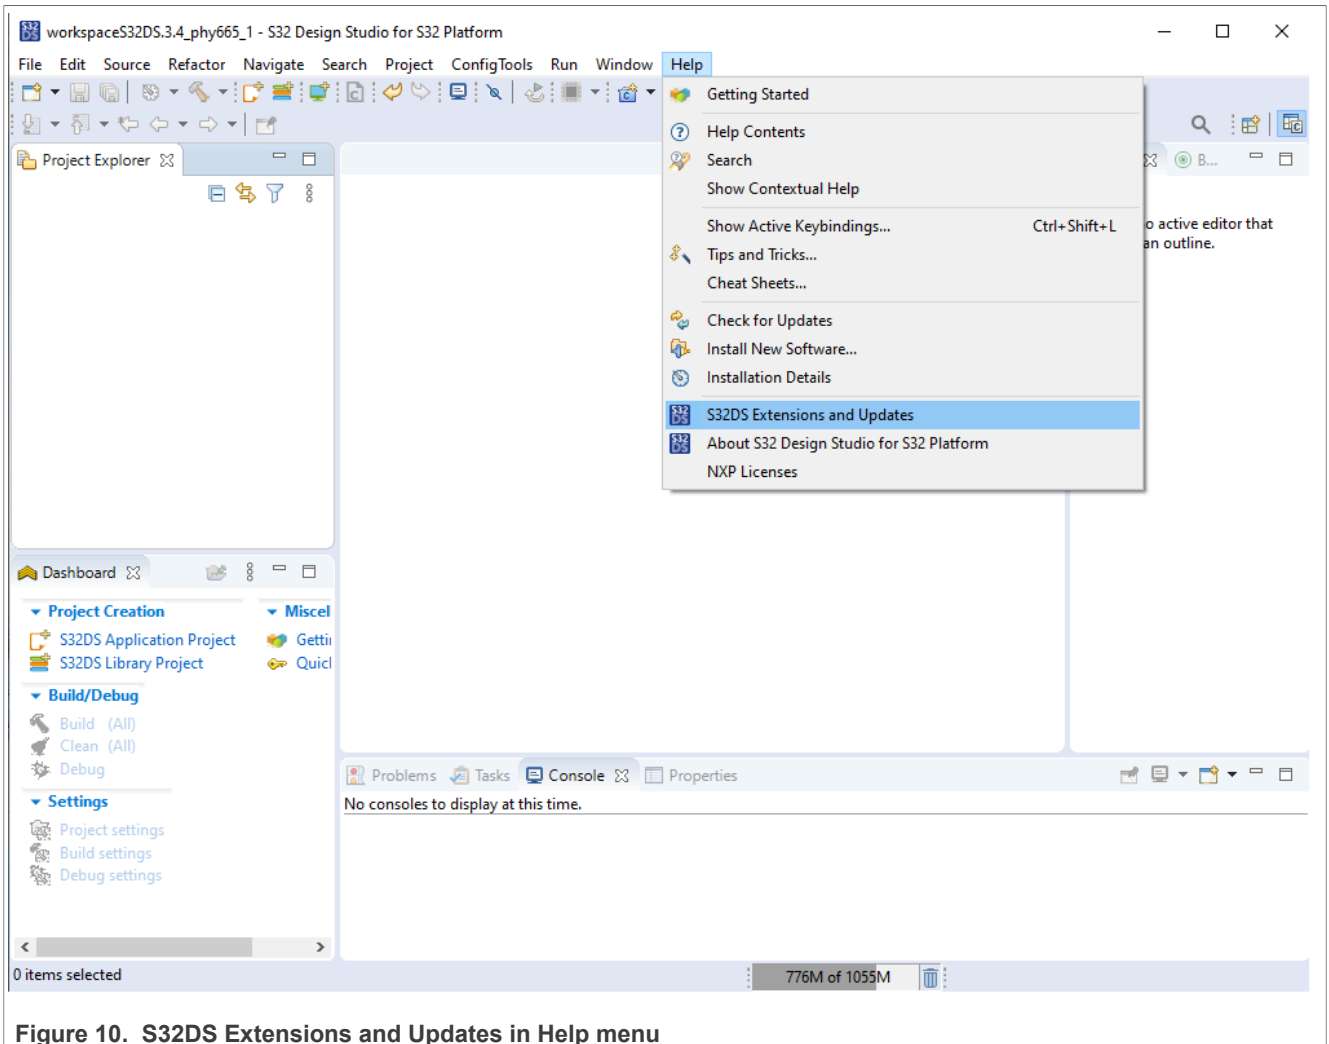 workspaceS32DS.3.4_phy665_1 - S32 Design Studio for S32 Platform
File Edit Source Refactor Navigate Search Project ConfigTools Run Window Help
Getting Started
Help Contents
Search
Show Contextual Help
Show Active Keybindings... Ctrl+Shift+L
Tips and Tricks...
Cheat Sheets...
Check for Updates
Install New Software...
Installation Details
S32DS Extensions and Updates
About S32 Design Studio for S32 Platform
NXP Licenses
Project Explorer
B...
o active editor that
an outline.
Dashboard
Project Creation
S32DS Application Project
S32DS Library Project
Build/Debug
Build (All)
Clean (All)
Debug
Settings
Project settings
Build settings
Debug settings
Miscel
Gettin
Quicl
Problems Tasks Console Properties
No consoles to display at this time.
0 items selected
776M of 1055M
Figure 10. S32DS Extensions and Updates in Help menu